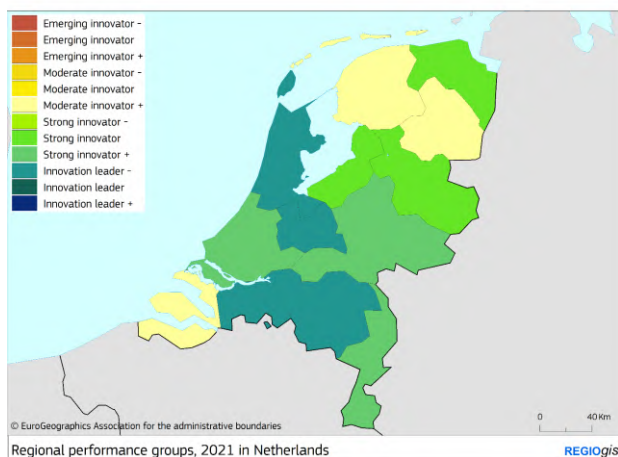 Emerging innovator -
Emerging innovator
Emerging innovator +
Moderate innovator -
Moderate innovator
Moderate innovator +
Strong innovator -
Strong innovator
Strong innovator +
Innovation leader -
Innovation leader
Innovation leader +
© EuroGeographics Association for the administrative boundaries
0 40 Km
Regional performance groups, 2021 in Netherlands REGIOgis